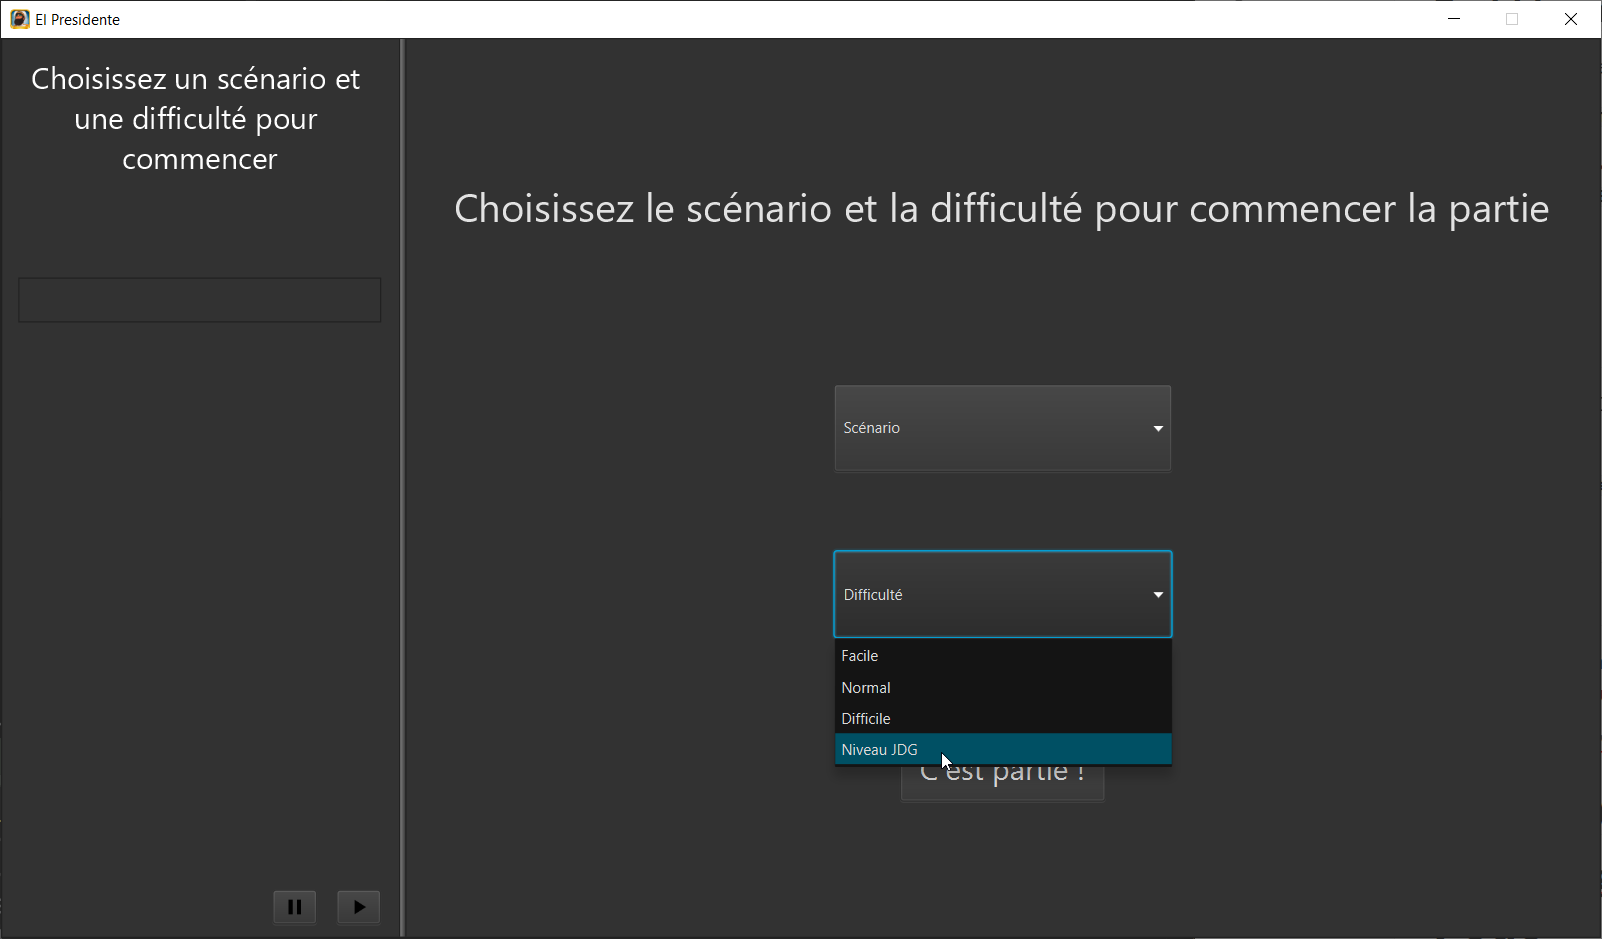 El Presidente
Choisissez un scénario et
une difficulté pour
commencer
Choisissez le scénario et la difficulté pour commencer la partie
Scénario
Difficulté
Facile
Normal
Difficile
Niveau JDG
C'est partie !